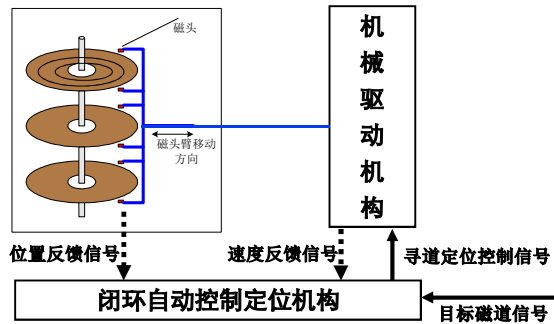 磁头
磁头臂移动
方向
机
械
驱
动
机
构
位置反馈信号
速度反馈信号
寻道定位控制信号
闭环自动控制定位机构
目标磁道信号